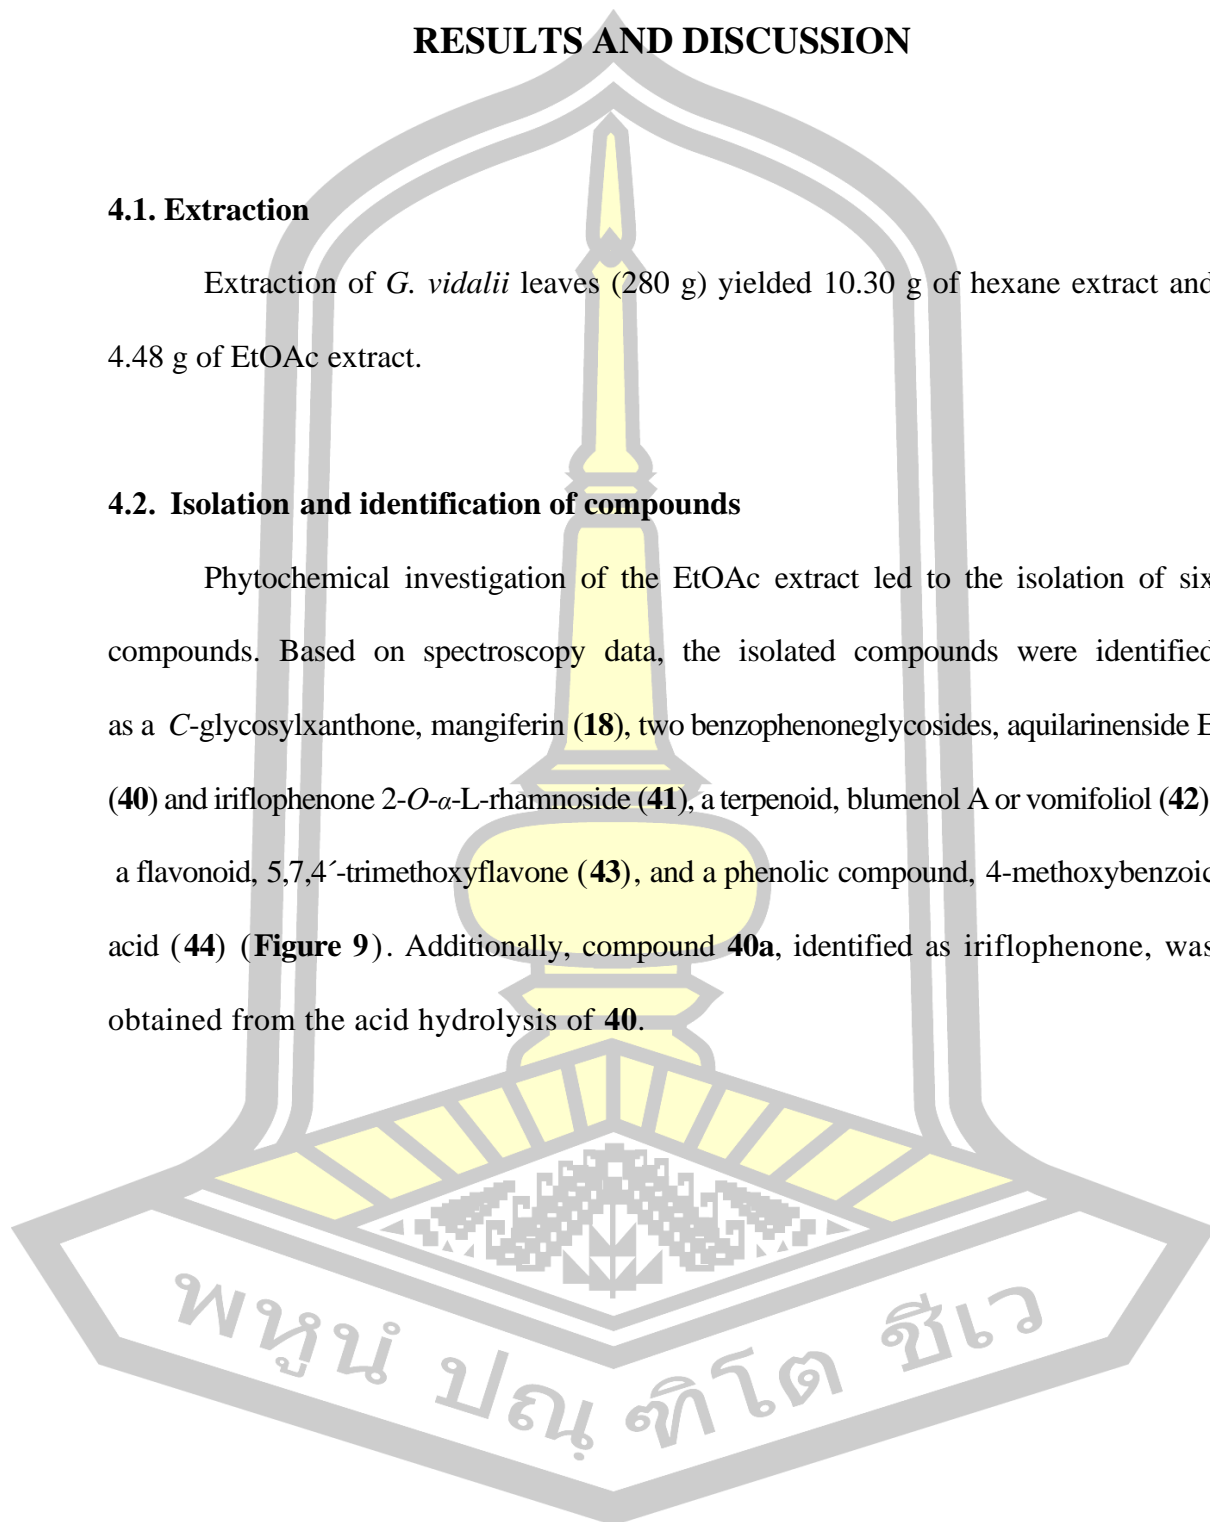 RESULTS AND DISCUSSION
4.1. Extraction
Extraction of G. vidalii leaves (280 g) yielded 10.30 g of hexane extract and
4.48 g of EtOAc extract.
4.2. Isolation and identification of compounds
Phytochemical investigation of the EtOAc extract led to the isolation of six
compounds. Based on spectroscopy data, the isolated compounds were identified
as a C-glycosylxanthone, mangiferin (18), two benzophenoneglycosides, aquilarinenside E
(40) and iriflophenone 2-O-α-L-rhamnoside (41), a terpenoid, blumenol A or vomifoliol (42)
a flavonoid, 5,7,4´-trimethoxyflavone (43), and a phenolic compound, 4-methoxybenzoic
acid (44) (Figure 9). Additionally, compound 40a, identified as iriflophenone, was
obtained from the acid hydrolysis of 40.
พหูนํ ปณฺฑิโต ชีเว